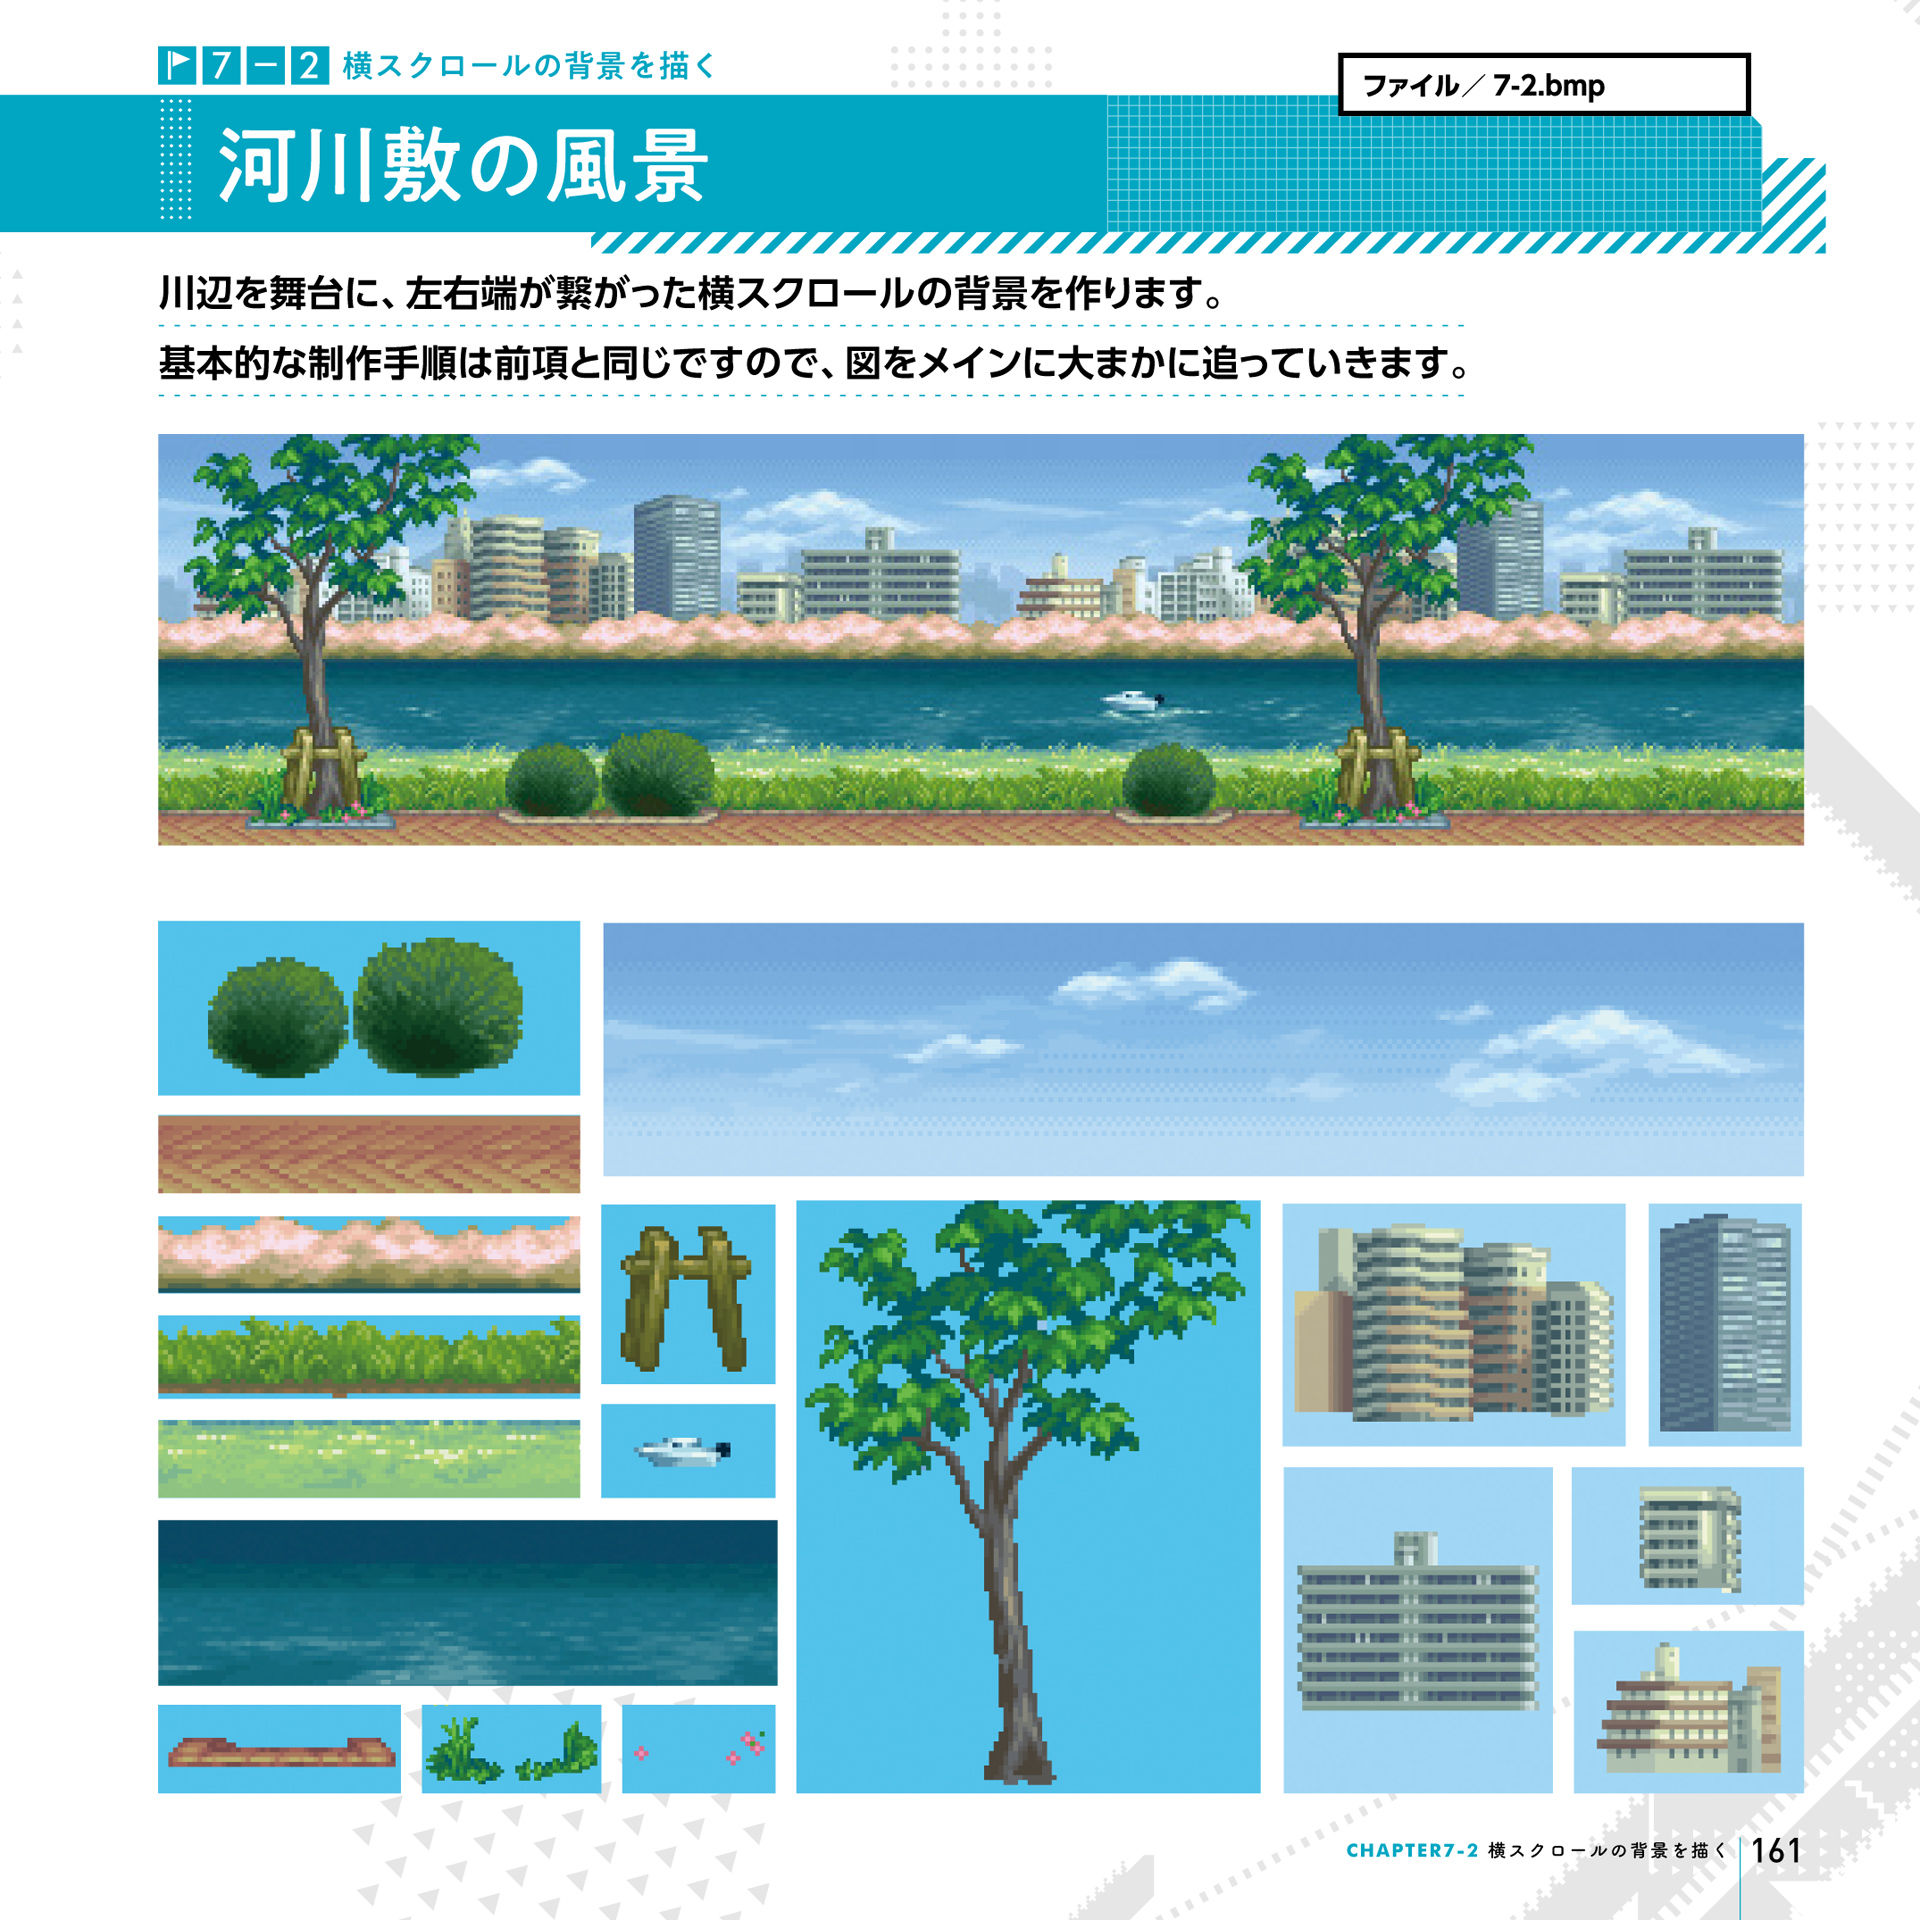 7-2 横スクロールの背景を描く
ファイル／7-2.bmp
河川敷の風景
川辺を舞台に、左右端が繋がった横スクロールの背景を作ります。
基本的な制作手順は前項と同じですので、図をメインに大まかに追っていきます。
CHAPTER7-2 横スクロールの背景を描く 161